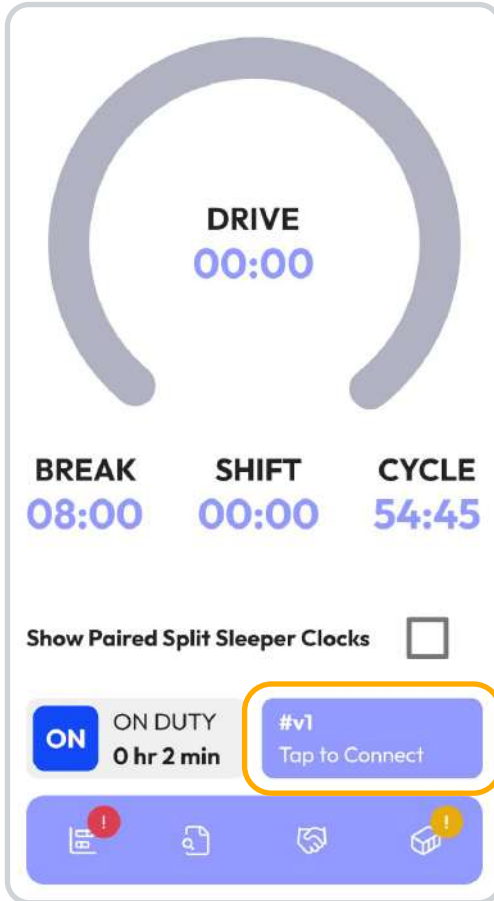 DRIVE
00:00
BREAK SHIFT CYCLE
08:00 00:00 54:45
Show Paired Split Sleeper Clocks
ON ON DUTY
0 hr 2 min
#v1
Tap to Connect
! !